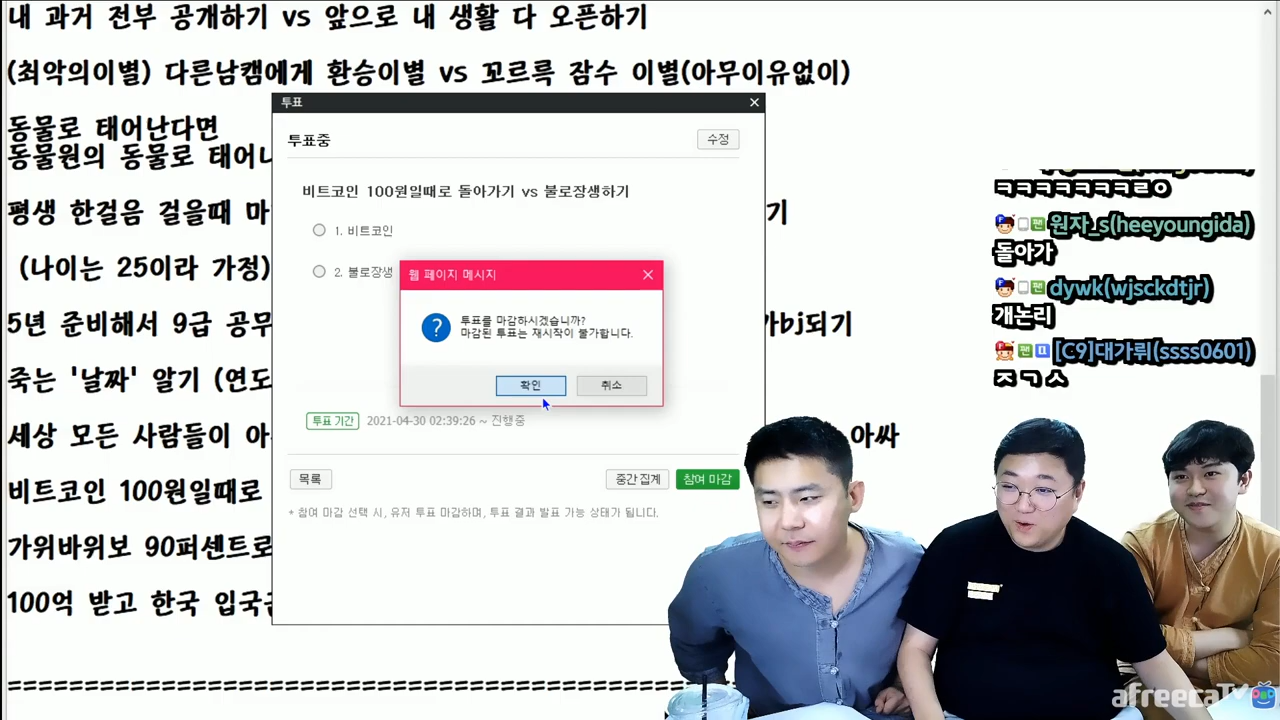 내 과거 전부 공개하기 vs 앞으로 내 생활 다 오픈하기
(최악의이별) 다른남캠에게 환승이별 vs 꼬르륵 잠수 이별(아무이유없이)
동물로 태어난다면
동물원의 동물로 태어나
평생 한걸음 걸을때 마
기
(나이는 25이라 가정)
5년 준비해서 9급 공무
가bj되기
죽는 '날짜' 알기 (연도
세상 모든 사람들이 아
아싸
비트코인 100원일때로
가위바위보 90퍼센트로
100억 받고 한국 입국금
투표
투표중
수정
비트코인 100원일때로 돌아가기 vs 불로장생하기
1. 비트코인
2. 불로장생
웹 페이지 메시지
투표를 마감하시겠습니까?
마감된 투표는 재시작이 불가합니다.
확인
취소
투표 기간 2021-04-30 02:39:26 ~ 진행중
목록
중간 집계
참여 마감
* 참여 마감 선택 시, 유저 투표 마감하며, 투표 결과 발표 가능 상태가 됩니다.
ㅋㅋㅋㅋㅋㅋㅋㄹㅇ
팬 원자_s(heeyoungida)
돌아가
팬 dywk(wjsckdtjr)
개논리
팬 [C9]대가뤼(ssss0601)
ㅈㄱㅅ
afreecaTV